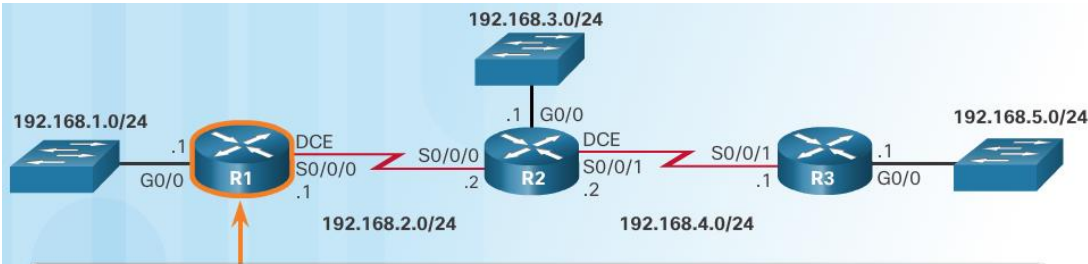 192.168.3.0/24
.1 G0/0
192.168.1.0/24
.1
G0/0
R1
DCE
S0/0/0
.1
192.168.2.0/24
S0/0/0
.2
R2
DCE
S0/0/1
.2
192.168.4.0/24
S0/0/1
.1
R3
.1
G0/0
192.168.5.0/24